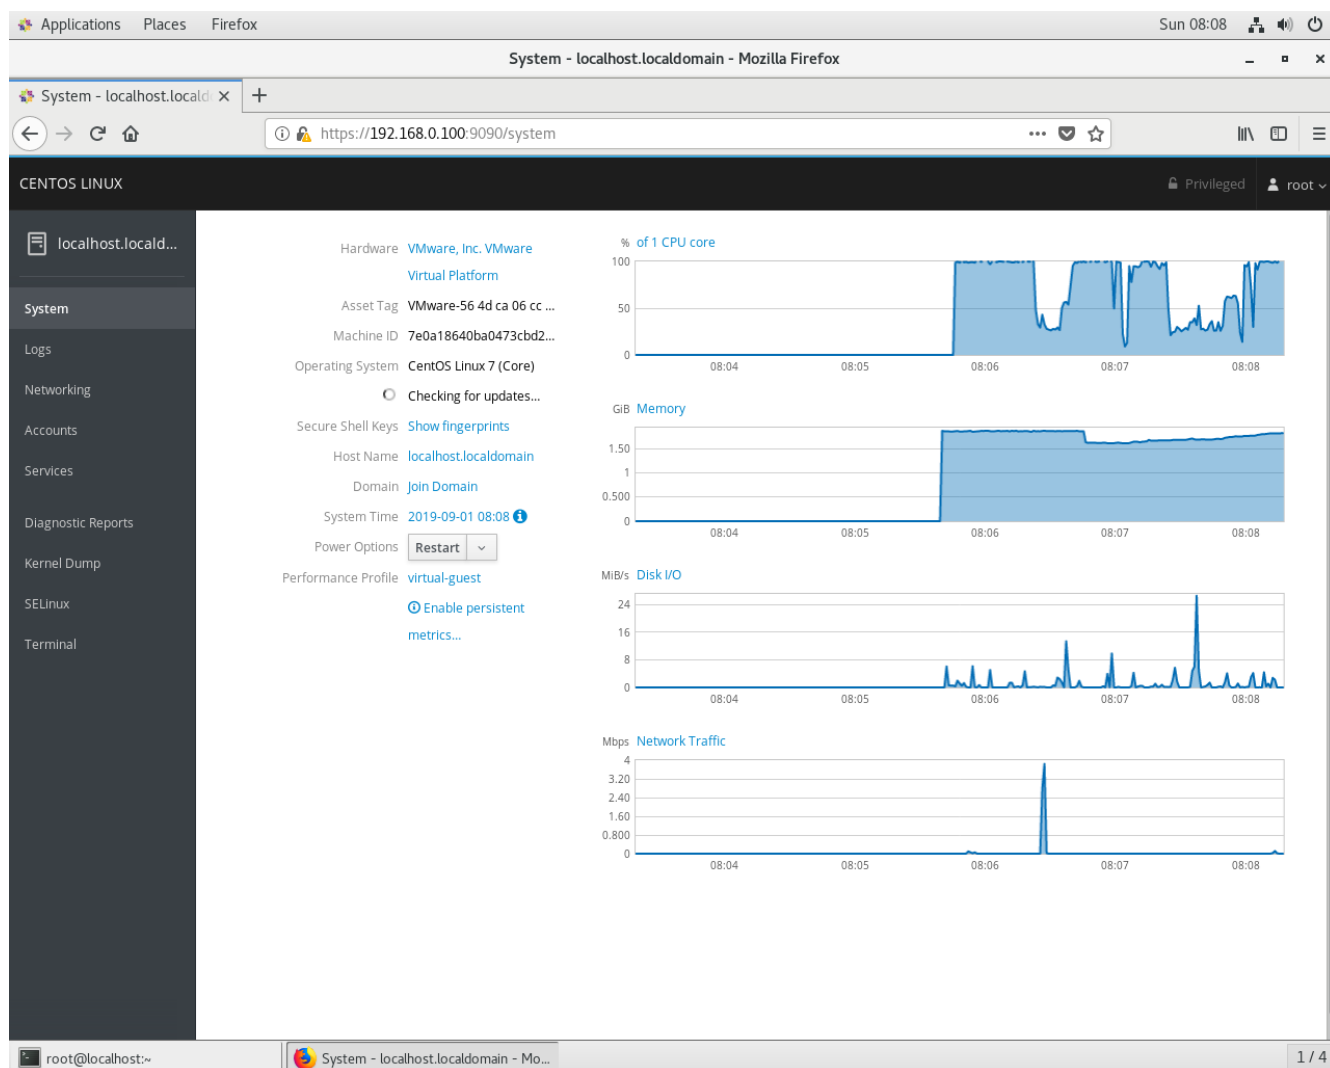 Applications Places Firefox Sun 08:08
System - localhost.localdomain - Mozilla Firefox
System - localhost.locald
https://192.168.0.100:9090/system
CENTOS LINUX Privileged root
localhost.locald...
System
Logs
Networking
Accounts
Services
Diagnostic Reports
Kernel Dump
SELinux
Terminal
Hardware VMware, Inc. VMware
Virtual Platform
Asset Tag VMware-56 4d ca 06 cc ...
Machine ID 7e0a18640ba0473cbd2...
Operating System CentOS Linux 7 (Core)
Checking for updates...
Secure Shell Keys Show fingerprints
Host Name localhost.localdomain
Domain Join Domain
System Time 2019-09-01 08:08
Power Options Restart
Performance Profile virtual-guest
Enable persistent
metrics...
% of 1 CPU core
100
50
0
08:04 08:05 08:06 08:07 08:08
GiB Memory
1.50
1
0.500
0
08:04 08:05 08:06 08:07 08:08
MiB/s Disk I/O
24
16
8
0
08:04 08:05 08:06 08:07 08:08
Mbps Network Traffic
4
3.20
2.40
1.60
0.800
0
08:04 08:05 08:06 08:07 08:08
root@localhost:~ System - localhost.localdomain - Mo... 1 / 4